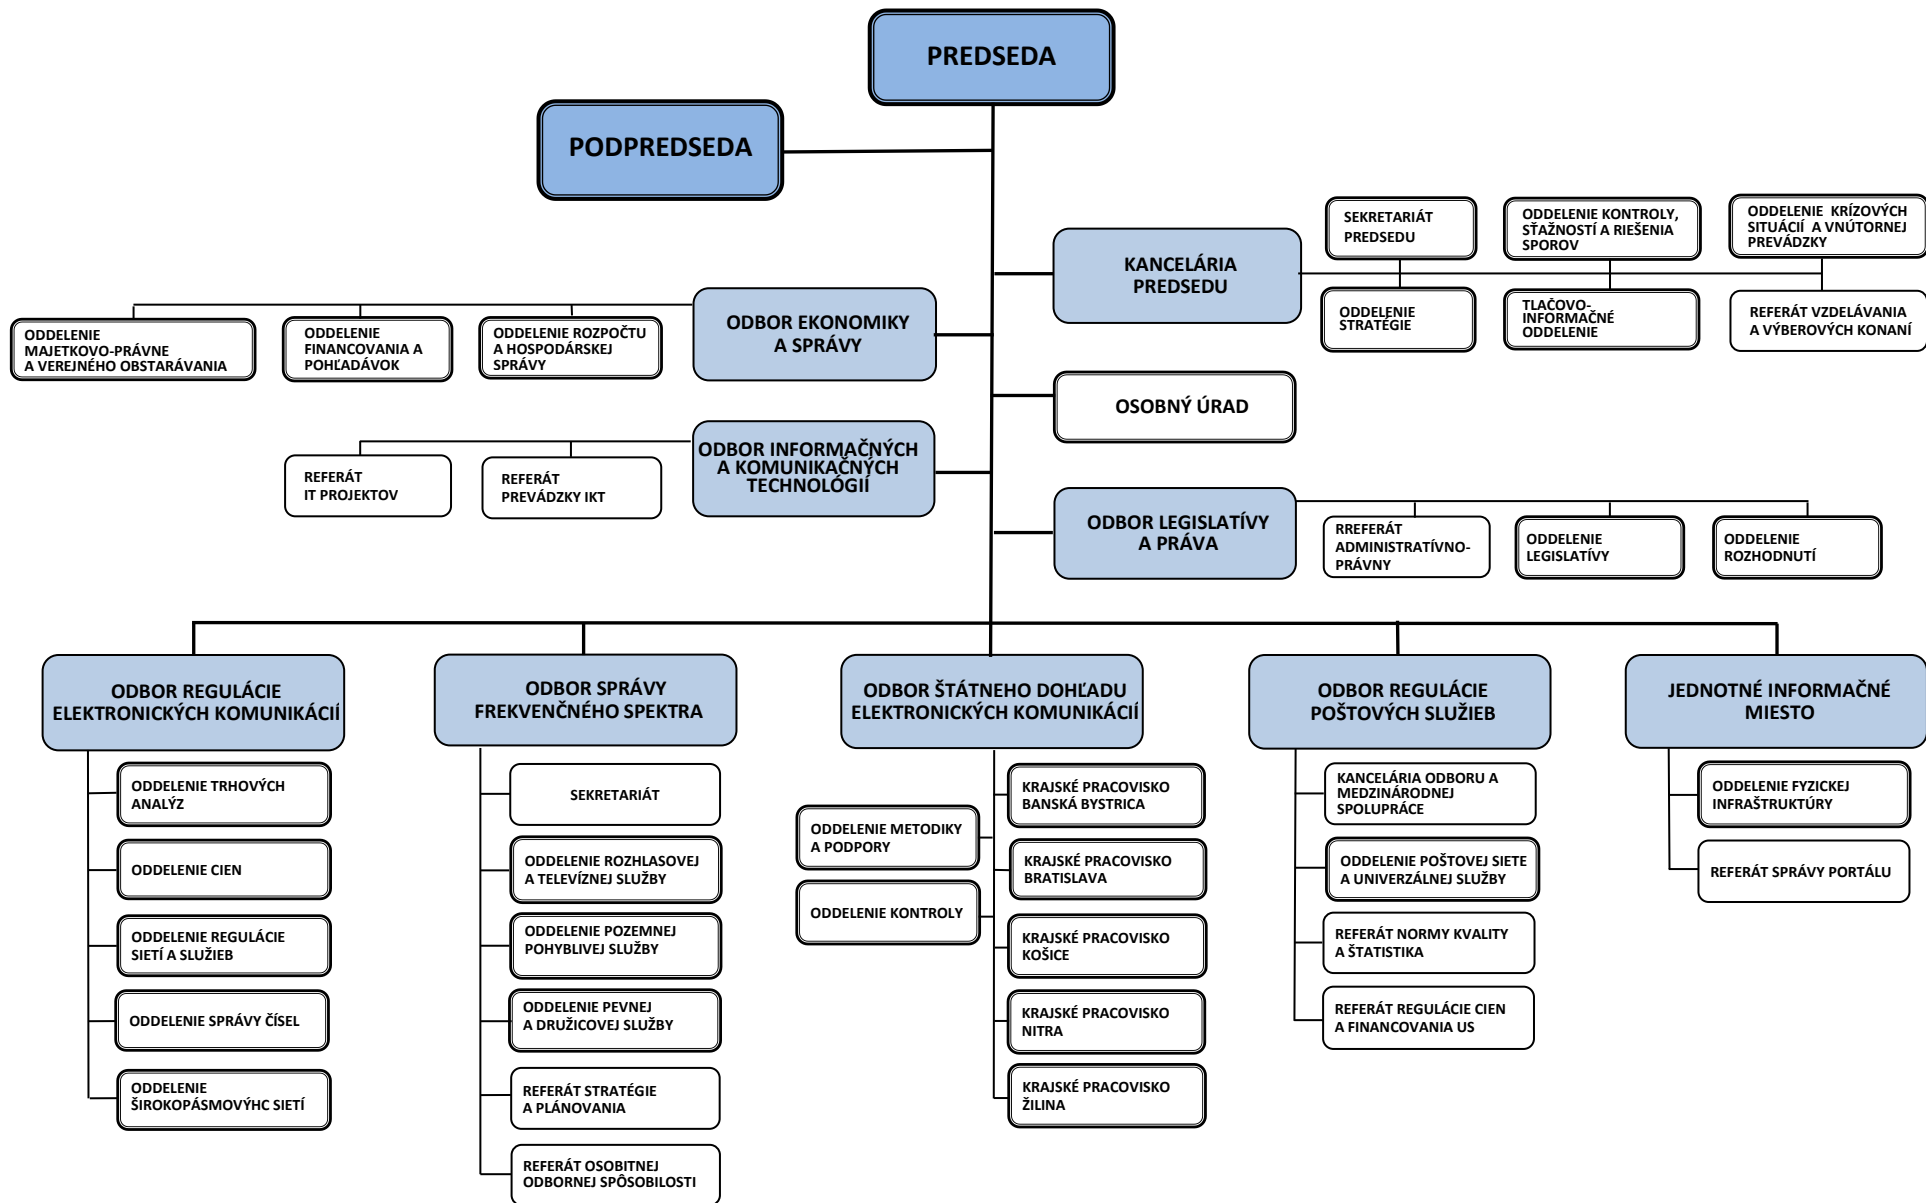 PREDSEDA
PODPREDSEDA
SEKRETARIÁT
PREDSEDU
ODDELENIE KONTROLY,
SŤAŽNOSTÍ A RIEŠENIA
SPOROV
ODDELENIE KRÍZOVÝCH
SITUÁCIÍ A VNÚTORNEJ
PREVÁDZKY
KANCELÁRIA
PREDSEDU
ODDELENIE
STRATÉGIE
TLAČOVO-
INFORMAČNÉ
ODDELENIE
REFERÁT VZDELÁVANIA
A VÝBEROVÝCH KONANÍ
ODBOR EKONOMIKY
A SPRÁVY
ODDELENIE
MAJETKOVO-PRÁVNE
A VEREJNÉHO OBSTARÁVANIA
ODDELENIE
FINANCOVANIA A
POHĽADÁVOK
ODDELENIE ROZPOČTU
A HOSPODÁRSKEJ
SPRÁVY
OSOBNÝ ÚRAD
ODBOR INFORMAČNÝCH
A KOMUNIKAČNÝCH
TECHNOLÓGIÍ
REFERÁT
IT PROJEKTOV
REFERÁT
PREVÁDZKY IKT
ODBOR LEGISLATÍVY
A PRÁVA
RREFERÁT
ADMINISTRATÍVNO-
PRÁVNY
ODDELENIE
LEGISLATÍVY
ODDELENIE
ROZHODNUTÍ
ODBOR REGULÁCIE
ELEKTRONICKÝCH KOMUNIKÁCIÍ
ODDELENIE TRHOVÝCH
ANALÝZ
ODDELENIE CIEN
ODDELENIE REGULÁCIE
SIETÍ A SLUŽIEB
ODDELENIE SPRÁVY ČÍSEL
ODDELENIE
ŠIROKOPÁSMOVÝHC SIETÍ
ODBOR SPRÁVY
FREKVENČNÉHO SPEKTRA
SEKRETARIÁT
ODDELENIE ROZHLASOVEJ
A TELEVÍZNEJ SLUŽBY
ODDELENIE POZEMNEJ
POHYBLIVEJ SLUŽBY
ODDELENIE PEVNEJ
A DRUŽICOVEJ SLUŽBY
REFERÁT STRATÉGIE
A PLÁNOVANIA
REFERÁT OSOBITNEJ
ODBORNEJ SPÔSOBILOSTI
ODBOR ŠTÁTNEHO DOHĽADU
ELEKTRONICKÝCH KOMUNIKÁCIÍ
ODDELENIE METODIKY
A PODPORY
ODDELENIE KONTROLY
KRAJSKÉ PRACOVISKO
BANSKÁ BYSTRICA
KRAJSKÉ PRACOVISKO
BRATISLAVA
KRAJSKÉ PRACOVISKO
KOŠICE
KRAJSKÉ PRACOVISKO
NITRA
KRAJSKÉ PRACOVISKO
ŽILINA
ODBOR REGULÁCIE
POŠTOVÝCH SLUŽIEB
KANCELÁRIA ODBORU A
MEDZINÁRODNEJ
SPOLUPRÁCE
ODDELENIE POŠTOVEJ SIETE
A UNIVERZÁLNEJ SLUŽBY
REFERÁT NORMY KVALITY
A ŠTATISTIKA
REFERÁT REGULÁCIE CIEN
A FINANCOVANIA US
JEDNOTNÉ INFORMAČNÉ
MIESTO
ODDELENIE FYZICKEJ
INFRAŠTRUKTÚRY
REFERÁT SPRÁVY PORTÁLU